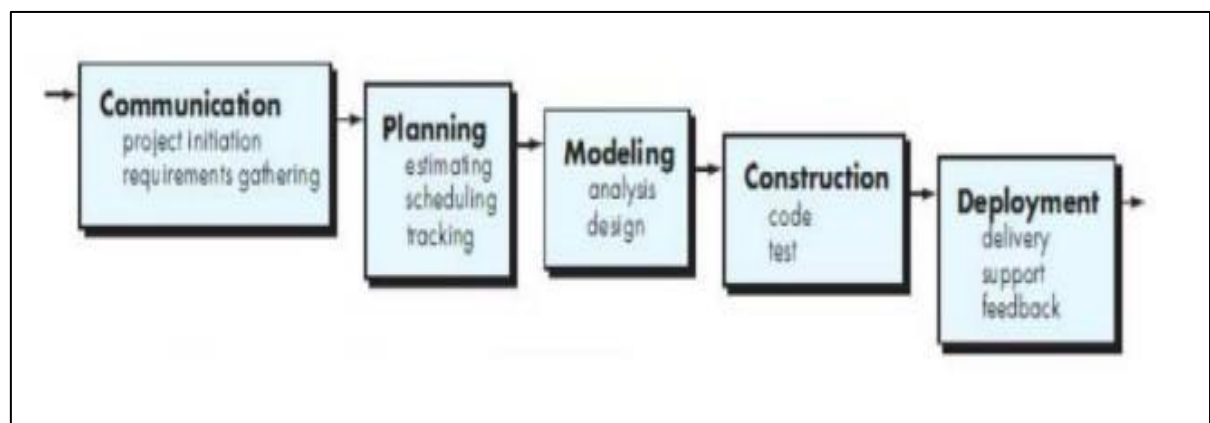 Communication
project initiation
requirements gathering
Planning
estimating
scheduling
tracking
Modeling
analysis
design
Construction
code
test
Deployment
delivery
support
feedback